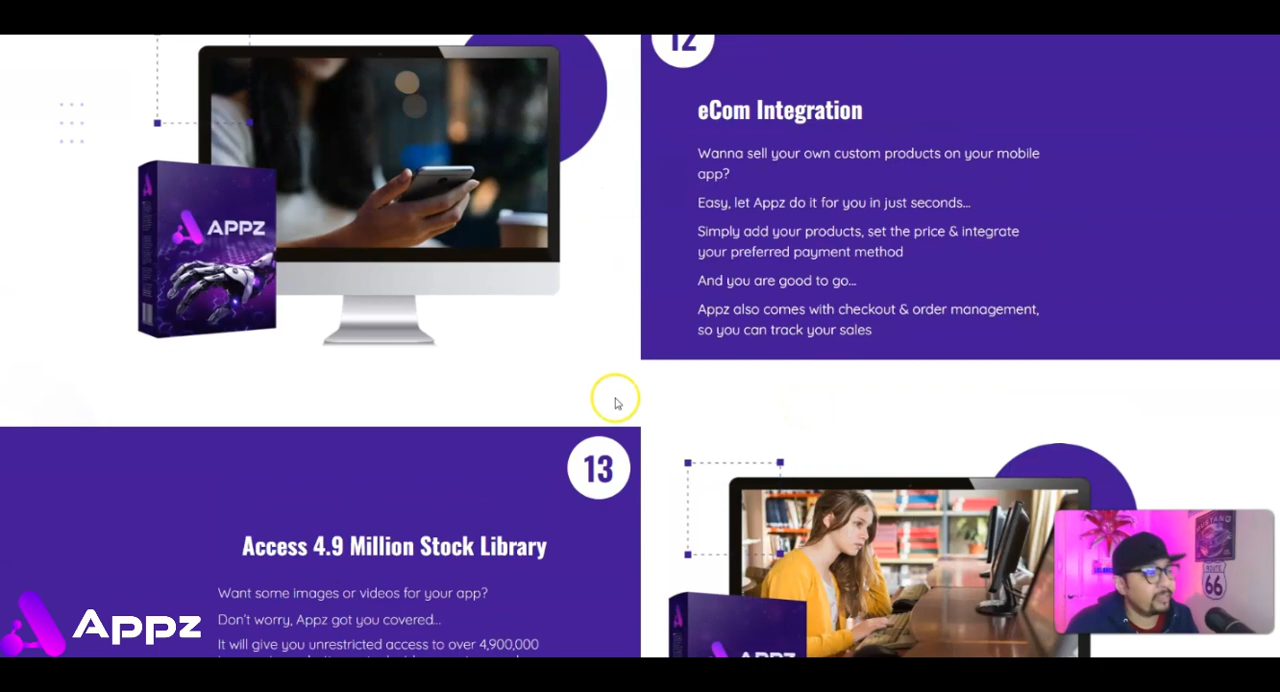 12
eCom Integration
Wanna sell your own custom products on your mobile
app?
Easy, let Appz do it for you in just seconds...
Simply add your products, set the price & integrate
your preferred payment method
And you are good to go...
Appz also comes with checkout & order management,
so you can track your sales
APPZ
13
Access 4.9 Million Stock Library
Want some images or videos for your app?
Don't worry, Appz got you covered...
It will give you unrestricted access to over 4,900,000
Appz
APPZ
MUSTANG
ROUTE
66